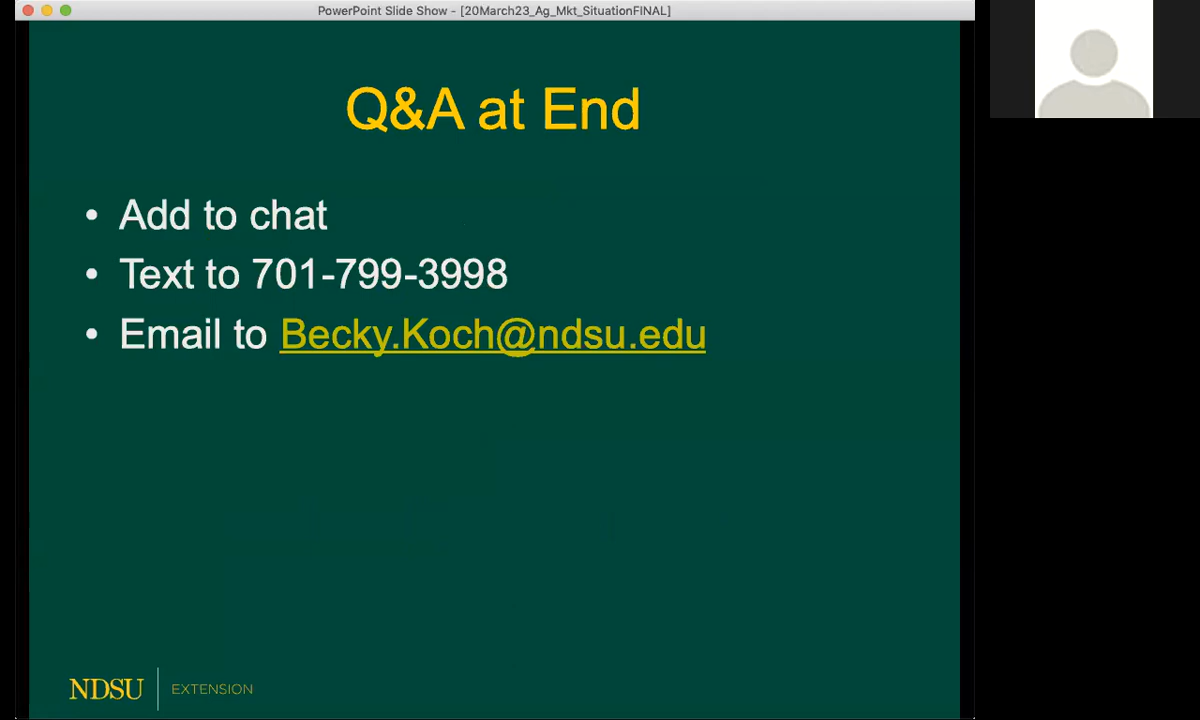 PowerPoint Slide Show - [20March23_Ag_Mkt_SituationFINAL]
Q&A at End
• Add to chat
• Text to 701-799-3998
• Email to Becky.Koch@ndsu.edu
NDSU EXTENSION